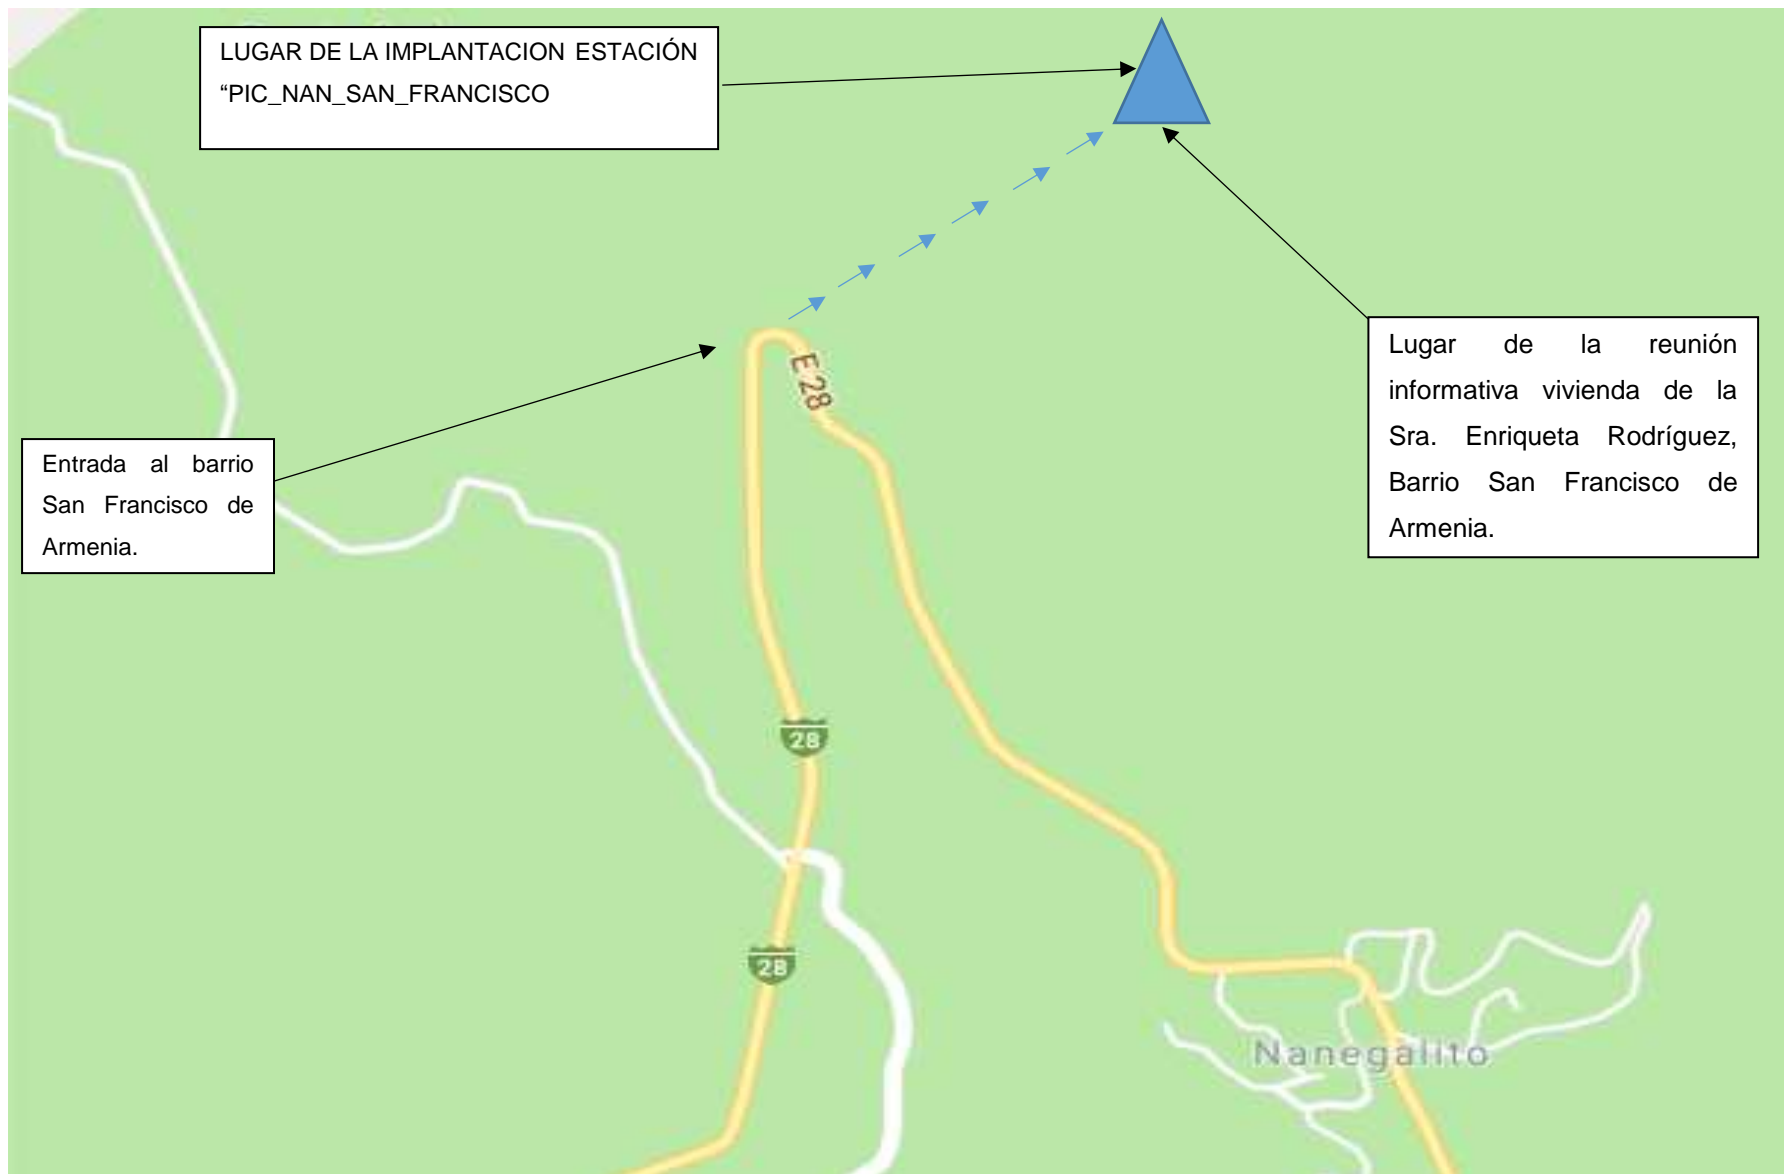 LUGAR DE LA IMPLANTACION ESTACIÓN
“PIC_NAN_SAN_FRANCISCO
E 28
Lugar de la reunión
informativa vivienda de la
Sra. Enriqueta Rodríguez,
Barrio San Francisco de
Armenia.
Entrada al barrio
San Francisco de
Armenia.
28
28
Nanegalito